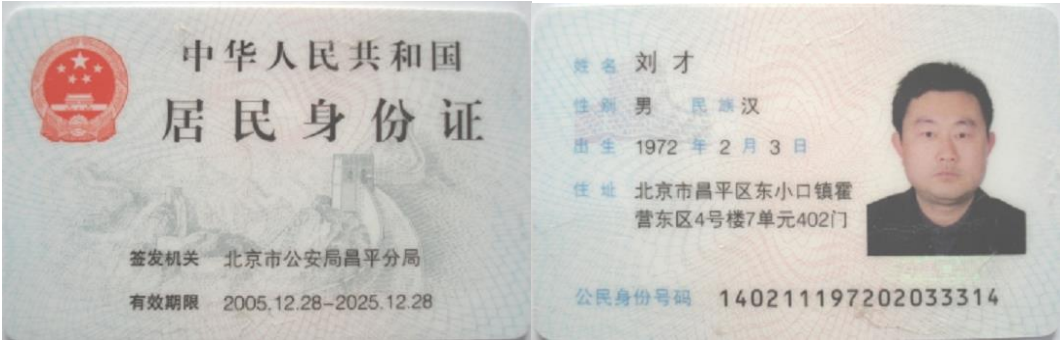 中华人民共和国
居民身份证
签发机关 北京市公安局昌平分局
有效期限 2005.12.28-2025.12.28
姓名 刘才
性别 男 民族 汉
出生 1972 年 2 月 3 日
住址 北京市昌平区东小口镇霍
营东区4号楼7单元402门
公民身份号码 140211197202033314